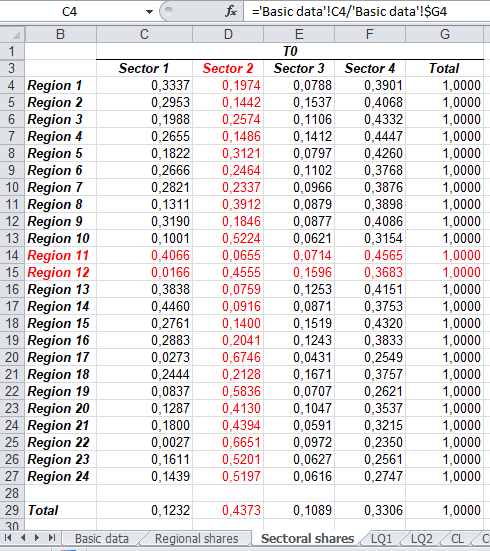 C4 fx ='Basic data'!C4/'Basic data'!$G4
B C D E F G
1 T0
3 Sector 1 Sector 2 Sector 3 Sector 4 Total
4 Region 1 0,3337 0,1974 0,0788 0,3901 1,0000
5 Region 2 0,2953 0,1442 0,1537 0,4068 1,0000
6 Region 3 0,1988 0,2574 0,1106 0,4332 1,0000
7 Region 4 0,2655 0,1486 0,1412 0,4447 1,0000
8 Region 5 0,1822 0,3121 0,0797 0,4260 1,0000
9 Region 6 0,2666 0,2464 0,1102 0,3768 1,0000
10 Region 7 0,2821 0,2337 0,0966 0,3876 1,0000
11 Region 8 0,1311 0,3912 0,0879 0,3898 1,0000
12 Region 9 0,3190 0,1846 0,0877 0,4086 1,0000
13 Region 10 0,1001 0,5224 0,0621 0,3154 1,0000
14 Region 11 0,4066 0,0655 0,0714 0,4565 1,0000
15 Region 12 0,0166 0,4555 0,1596 0,3683 1,0000
16 Region 13 0,3838 0,0759 0,1253 0,4151 1,0000
17 Region 14 0,4460 0,0916 0,0871 0,3753 1,0000
18 Region 15 0,2761 0,1400 0,1519 0,4320 1,0000
19 Region 16 0,2883 0,2041 0,1243 0,3833 1,0000
20 Region 17 0,0273 0,6746 0,0431 0,2549 1,0000
21 Region 18 0,2444 0,2128 0,1671 0,3757 1,0000
22 Region 19 0,0837 0,5836 0,0707 0,2621 1,0000
23 Region 20 0,1287 0,4130 0,1047 0,3537 1,0000
24 Region 21 0,1800 0,4394 0,0591 0,3215 1,0000
25 Region 22 0,0027 0,6651 0,0972 0,2350 1,0000
26 Region 23 0,1611 0,5201 0,0627 0,2561 1,0000
27 Region 24 0,1439 0,5197 0,0616 0,2747 1,0000
28
29 Total 0,1232 0,4373 0,1089 0,3306 1,0000
30
Basic data Regional shares Sectoral shares LQ1 LQ2 CL C